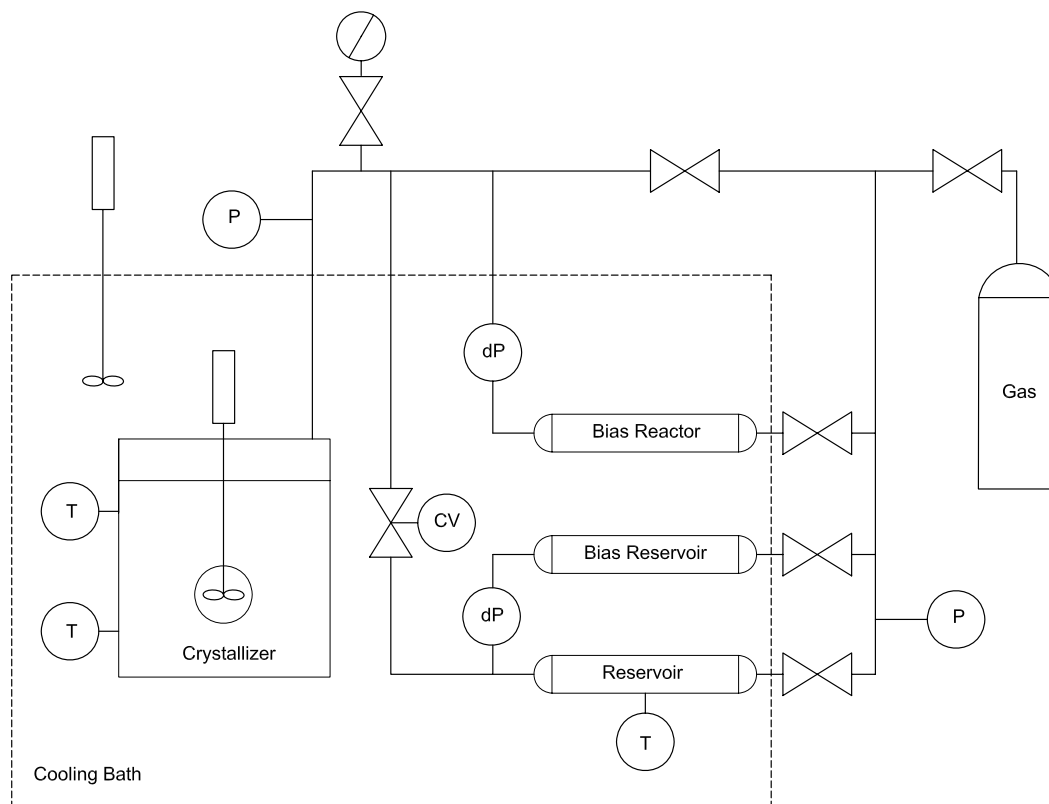 P
dP
Gas
Bias Reactor
T
CV
Bias Reservoir
dP
P
T
Crystallizer
Reservoir
T
Cooling Bath